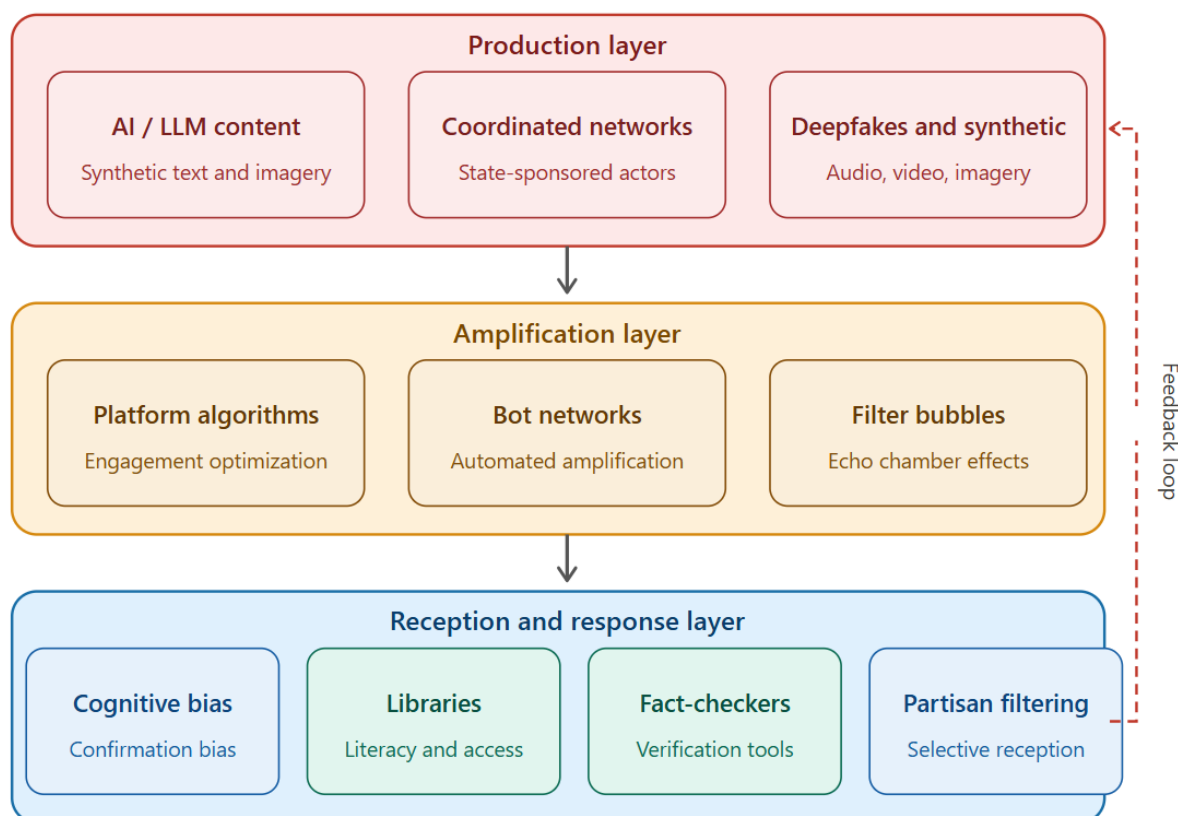 Production layer
AI / LLM content
Synthetic text and imagery
Coordinated networks
State-sponsored actors
Deepfakes and synthetic
Audio, video, imagery
Amplification layer
Platform algorithms
Engagement optimization
Bot networks
Automated amplification
Filter bubbles
Echo chamber effects
Feedback loop
Reception and response layer
Cognitive bias
Confirmation bias
Libraries
Literacy and access
Fact-checkers
Verification tools
Partisan filtering
Selective reception